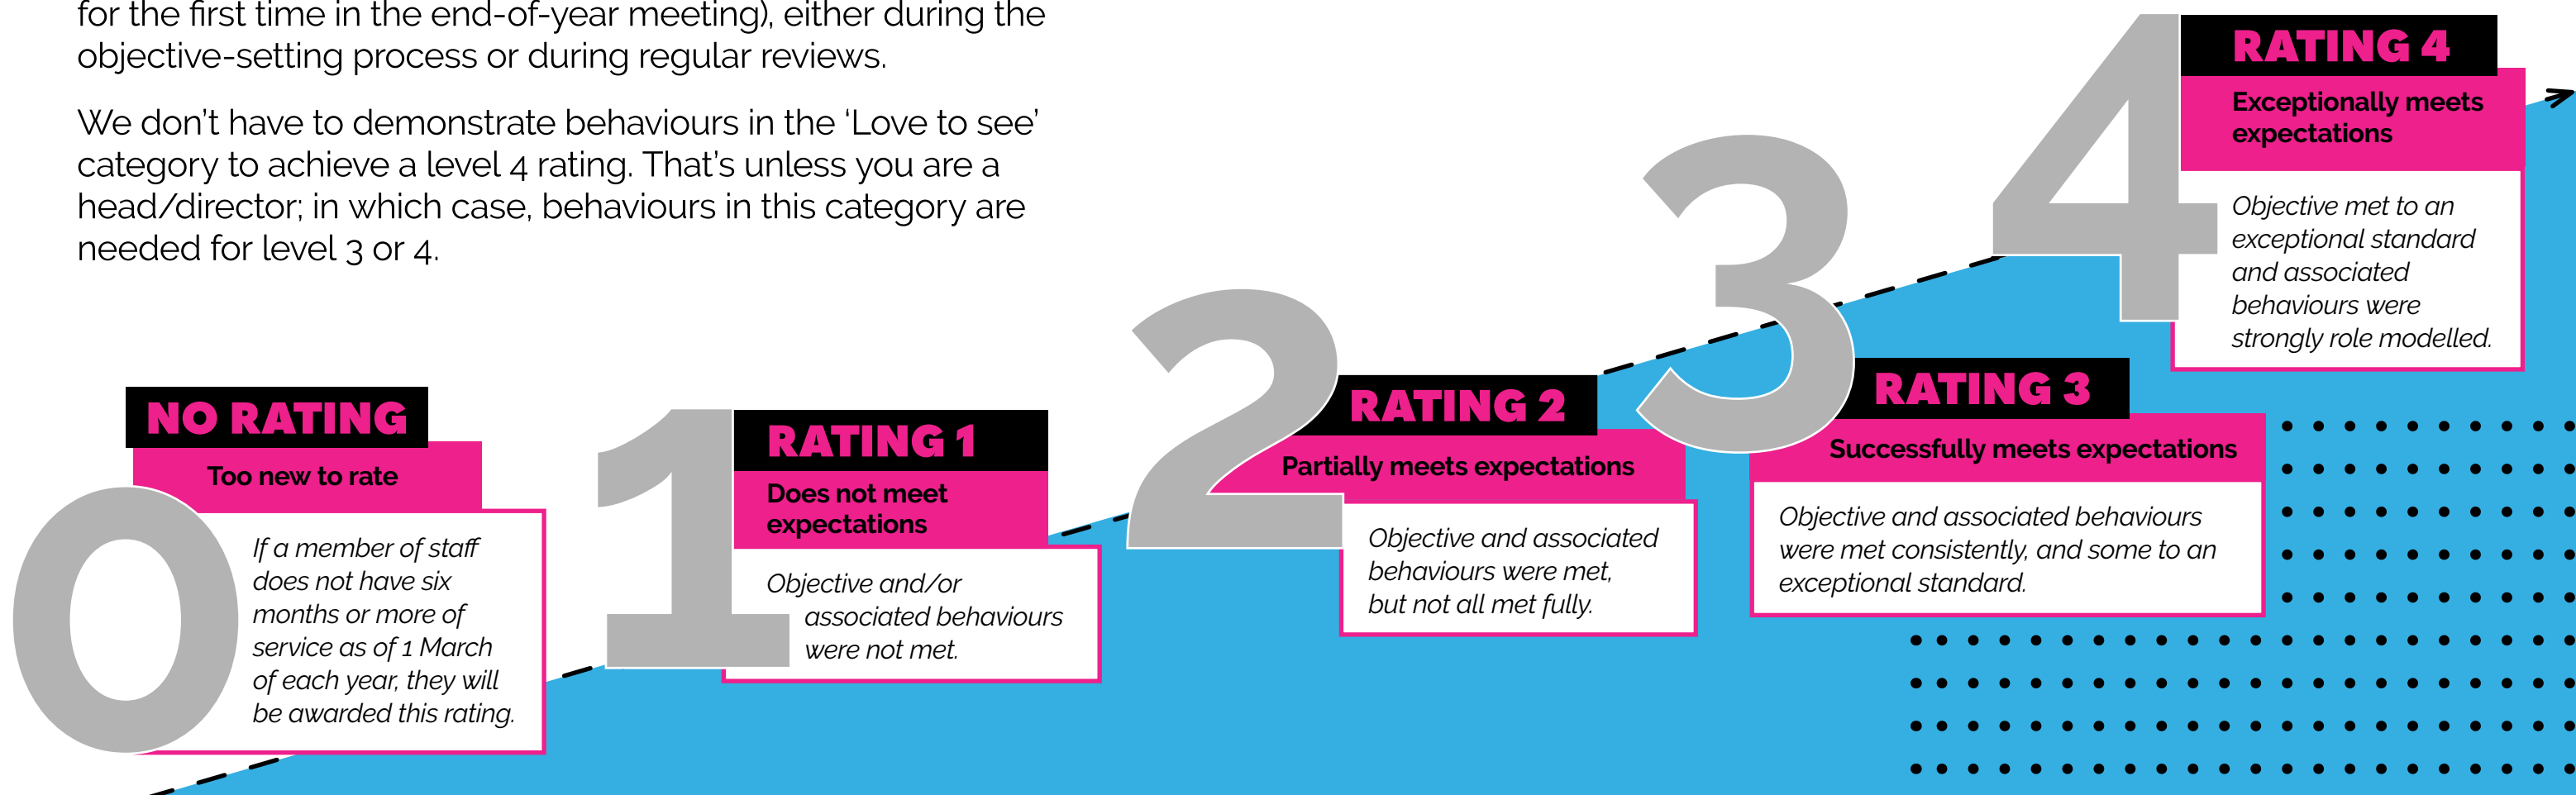 for the first time in the end-of-year meeting), either during the
objective-setting process or during regular reviews.
We don’t have to demonstrate behaviours in the ‘Love to see’
category to achieve a level 4 rating. That’s unless you are a
head/director; in which case, behaviours in this category are
needed for level 3 or 4.
0
NO RATING
Too new to rate
If a member of staff
does not have six
months or more of
service as of 1 March
of each year, they will
be awarded this rating.
1
RATING 1
Does not meet
expectations
Objective and/or
associated behaviours
were not met.
2
RATING 2
Partially meets expectations
Objective and associated
behaviours were met,
but not all met fully.
3
RATING 3
Successfully meets expectations
Objective and associated behaviours
were met consistently, and some to an
exceptional standard.
4
RATING 4
Exceptionally meets
expectations
Objective met to an
exceptional standard
and associated
behaviours were
strongly role modelled.